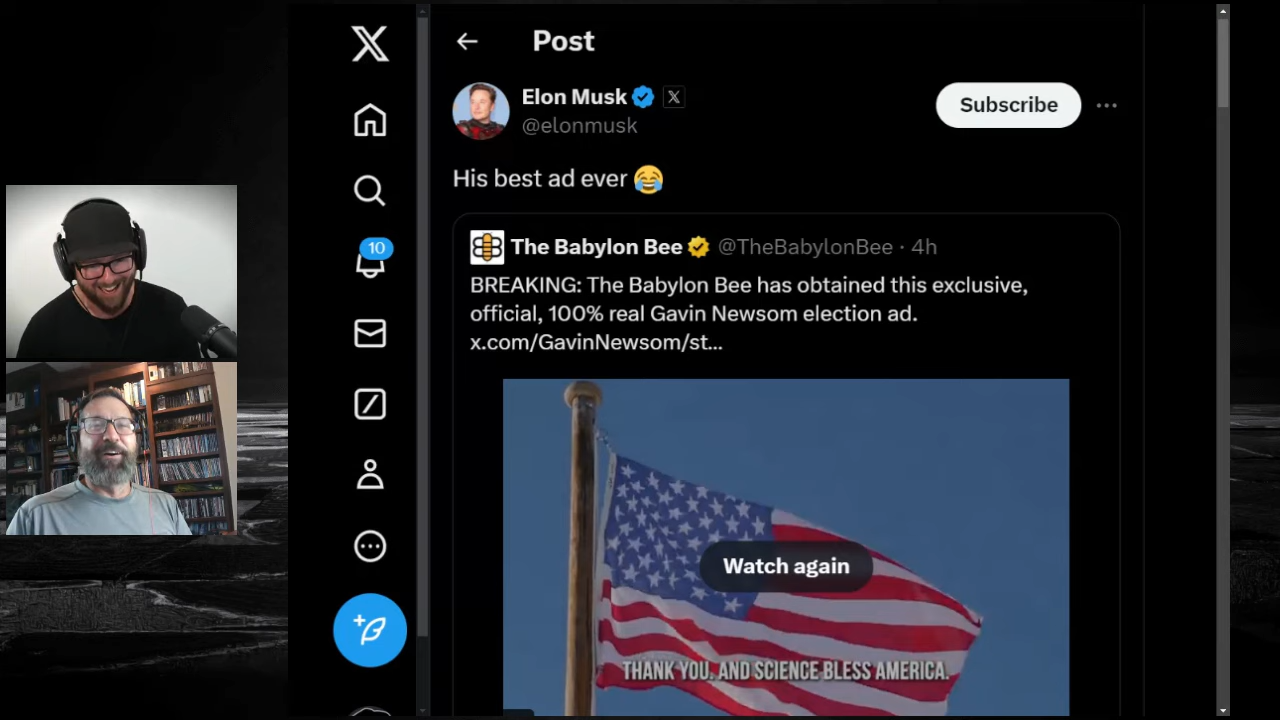 Post
Elon Musk
@elonmusk
Subscribe
His best ad ever 😂
10
The Babylon Bee @TheBabylonBee · 4h
BREAKING: The Babylon Bee has obtained this exclusive,
official, 100% real Gavin Newsom election ad.
x.com/GavinNewsom/st...
Watch again
THANK YOU. AND SCIENCE BLESS AMERICA.